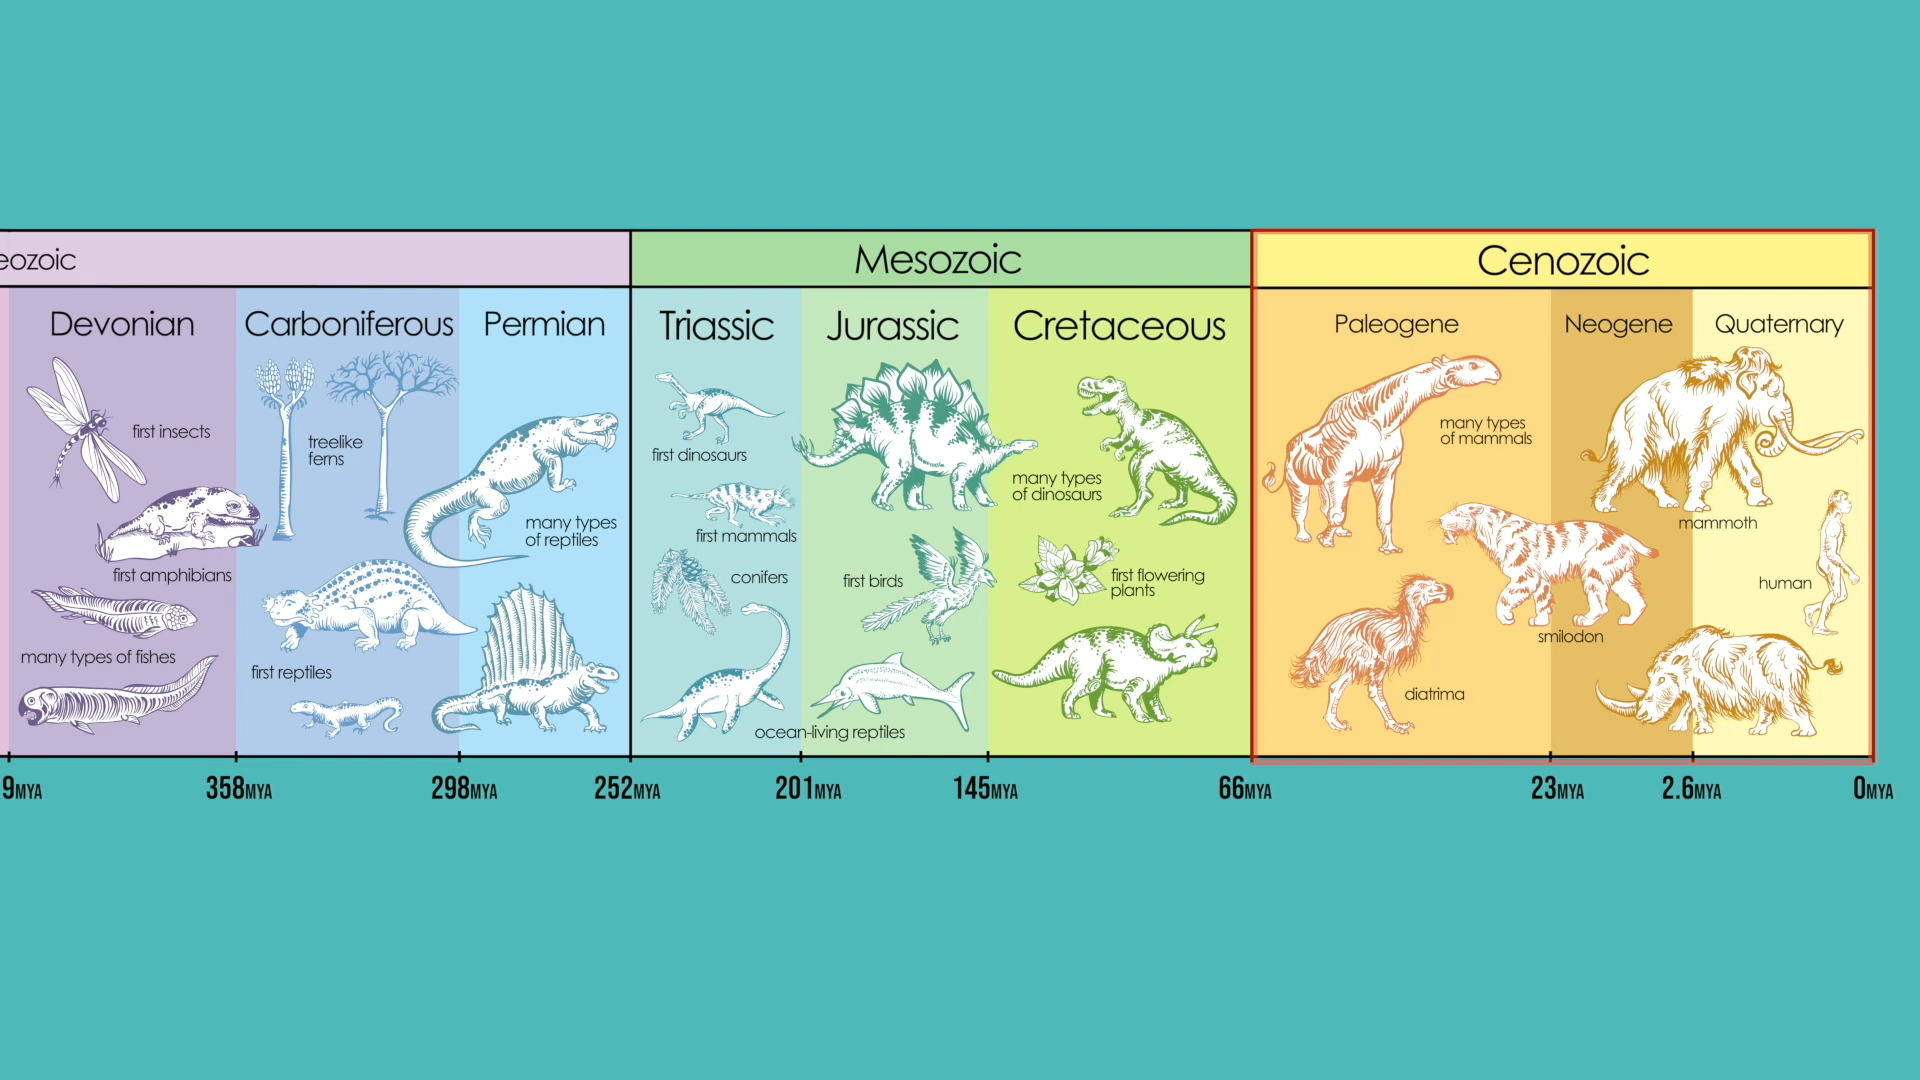 eozoic
Mesozoic
Cenozoic
Devonian
Carboniferous
Permian
Triassic
Jurassic
Cretaceous
Paleogene
Neogene
Quaternary
first insects
first amphibians
many types of fishes
treelike
ferns
first reptiles
many types
of reptiles
first dinosaurs
first mammals
conifers
ocean-living reptiles
first birds
many types
of dinosaurs
first flowering
plants
many types
of mammals
diatrima
smilodon
mammoth
human
9MYA
358MYA
298MYA
252MYA
201MYA
145MYA
66MYA
23MYA
2.6MYA
0MYA